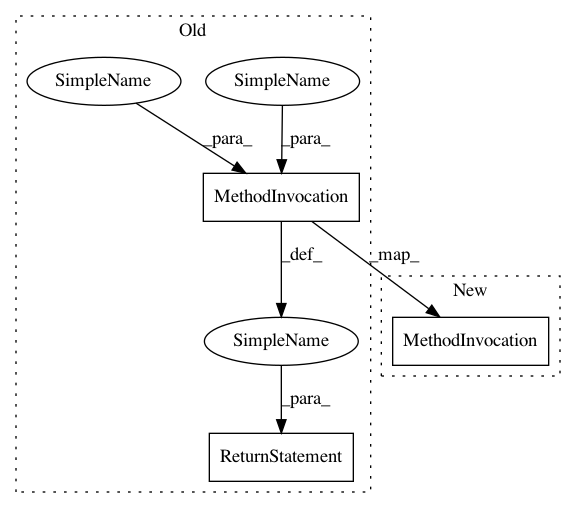 Old
SimpleName SimpleName
_para_ _para_
MethodInvocation
_def_ _map_
New
SimpleName MethodInvocation
_para_
ReturnStatement